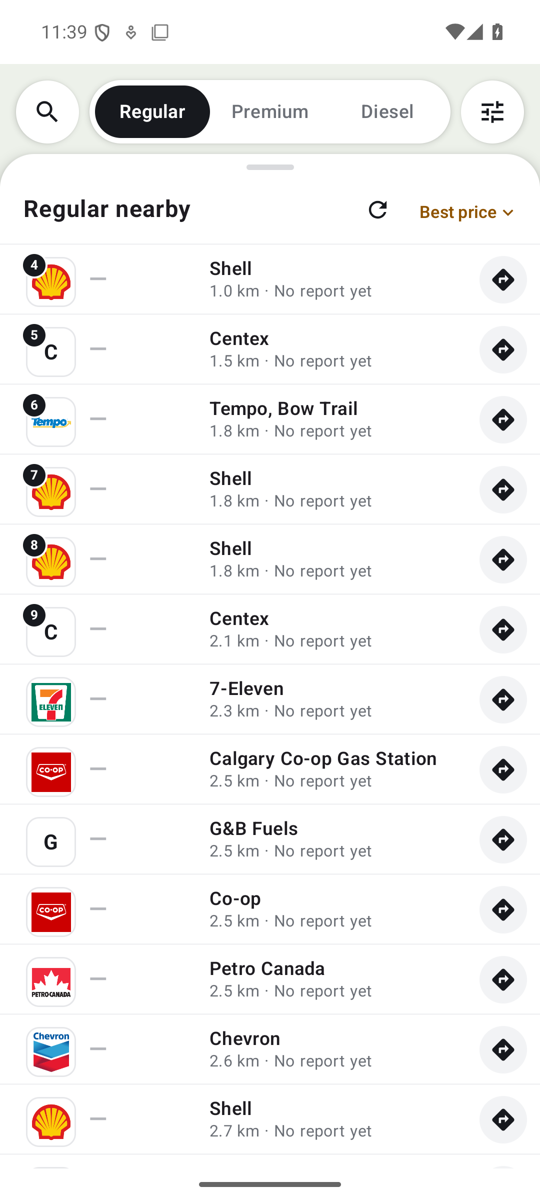 11:39
Regular
Premium
Diesel
Regular nearby
Best price
4
—
Shell
1.0 km · No report yet
5
C
—
Centex
1.5 km · No report yet
6
Tempo
—
Tempo, Bow Trail
1.8 km · No report yet
7
—
Shell
1.8 km · No report yet
8
—
Shell
1.8 km · No report yet
9
C
—
Centex
2.1 km · No report yet
7
ELEVEN
—
7-Eleven
2.3 km · No report yet
CO-OP
—
Calgary Co-op Gas Station
2.5 km · No report yet
G
—
G&B Fuels
2.5 km · No report yet
CO-OP
—
Co-op
2.5 km · No report yet
PETRO-CANADA
—
Petro Canada
2.5 km · No report yet
Chevron
—
Chevron
2.6 km · No report yet
—
Shell
2.7 km · No report yet